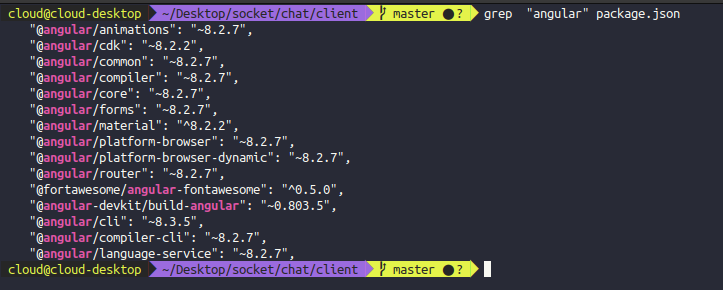 cloud@cloud-desktop ~/Desktop/socket/chat/client master ●? grep "angular" package.json
"@angular/animations": "~8.2.7",
"@angular/cdk": "~8.2.2",
"@angular/common": "~8.2.7",
"@angular/compiler": "~8.2.7",
"@angular/core": "~8.2.7",
"@angular/forms": "~8.2.7",
"@angular/material": "^8.2.2",
"@angular/platform-browser": "~8.2.7",
"@angular/platform-browser-dynamic": "~8.2.7",
"@angular/router": "~8.2.7",
"@fortawesome/angular-fontawesome": "^0.5.0",
"@angular-devkit/build-angular": "~0.803.5",
"@angular/cli": "~8.3.5",
"@angular/compiler-cli": "~8.2.7",
"@angular/language-service": "~8.2.7",
cloud@cloud-desktop ~/Desktop/socket/chat/client master ●?